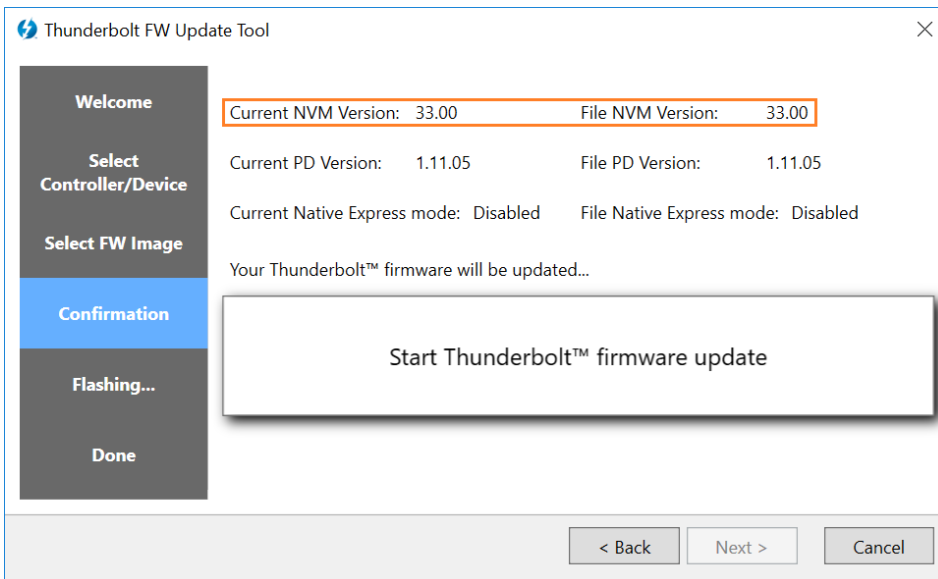 Thunderbolt FW Update Tool
Welcome
Select
Controller/Device
Select FW Image
Confirmation
Flashing...
Done
Current NVM Version: 33.00 File NVM Version: 33.00
Current PD Version: 1.11.05 File PD Version: 1.11.05
Current Native Express mode: Disabled File Native Express mode: Disabled
Your Thunderbolt™ firmware will be updated...
Start Thunderbolt™ firmware update
< Back Next > Cancel